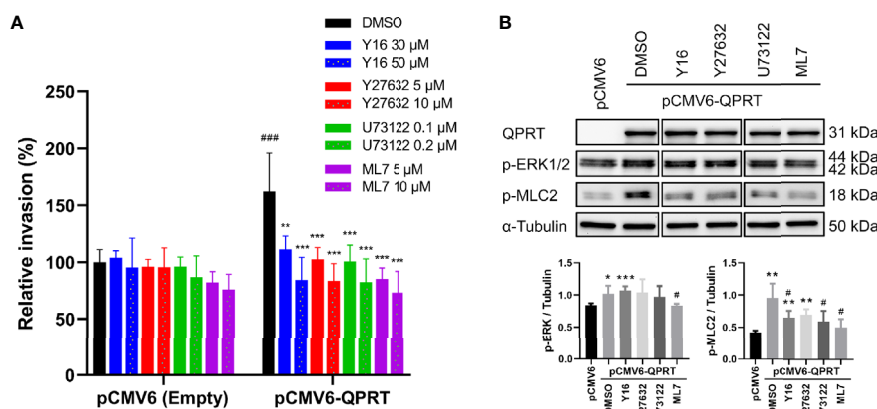 A
DMSO
Y16 30 µM
Y16 50 µM
Y27632 5 µM
Y27632 10 µM
U73122 0.1 µM
U73122 0.2 µM
ML7 5 µM
ML7 10 µM
Relative invasion (%)
250
200
150
100
50
0
###
**
***
***
***
***
***
***
***
pCMV6 (Empty)
pCMV6-QPRT
B
pCMV6
DMSO
Y16
Y27632
U73122
ML7
pCMV6-QPRT
QPRT
31 kDa
p-ERK1/2
44 kDa
42 kDa
p-MLC2
18 kDa
α-Tubulin
50 kDa
p-ERK / Tubulin
1.5
1.0
0.5
0.0
*
***
#
pCMV6
DMSO
Y16
27632
73122
ML7
pCMV6-QPRT
p-MLC2 / Tubulin
1.5
1.0
0.5
0.0
**
#
**
**
#
#
pCMV6
DMSO
Y16
27632
73122
ML7
pCMV6-QPRT